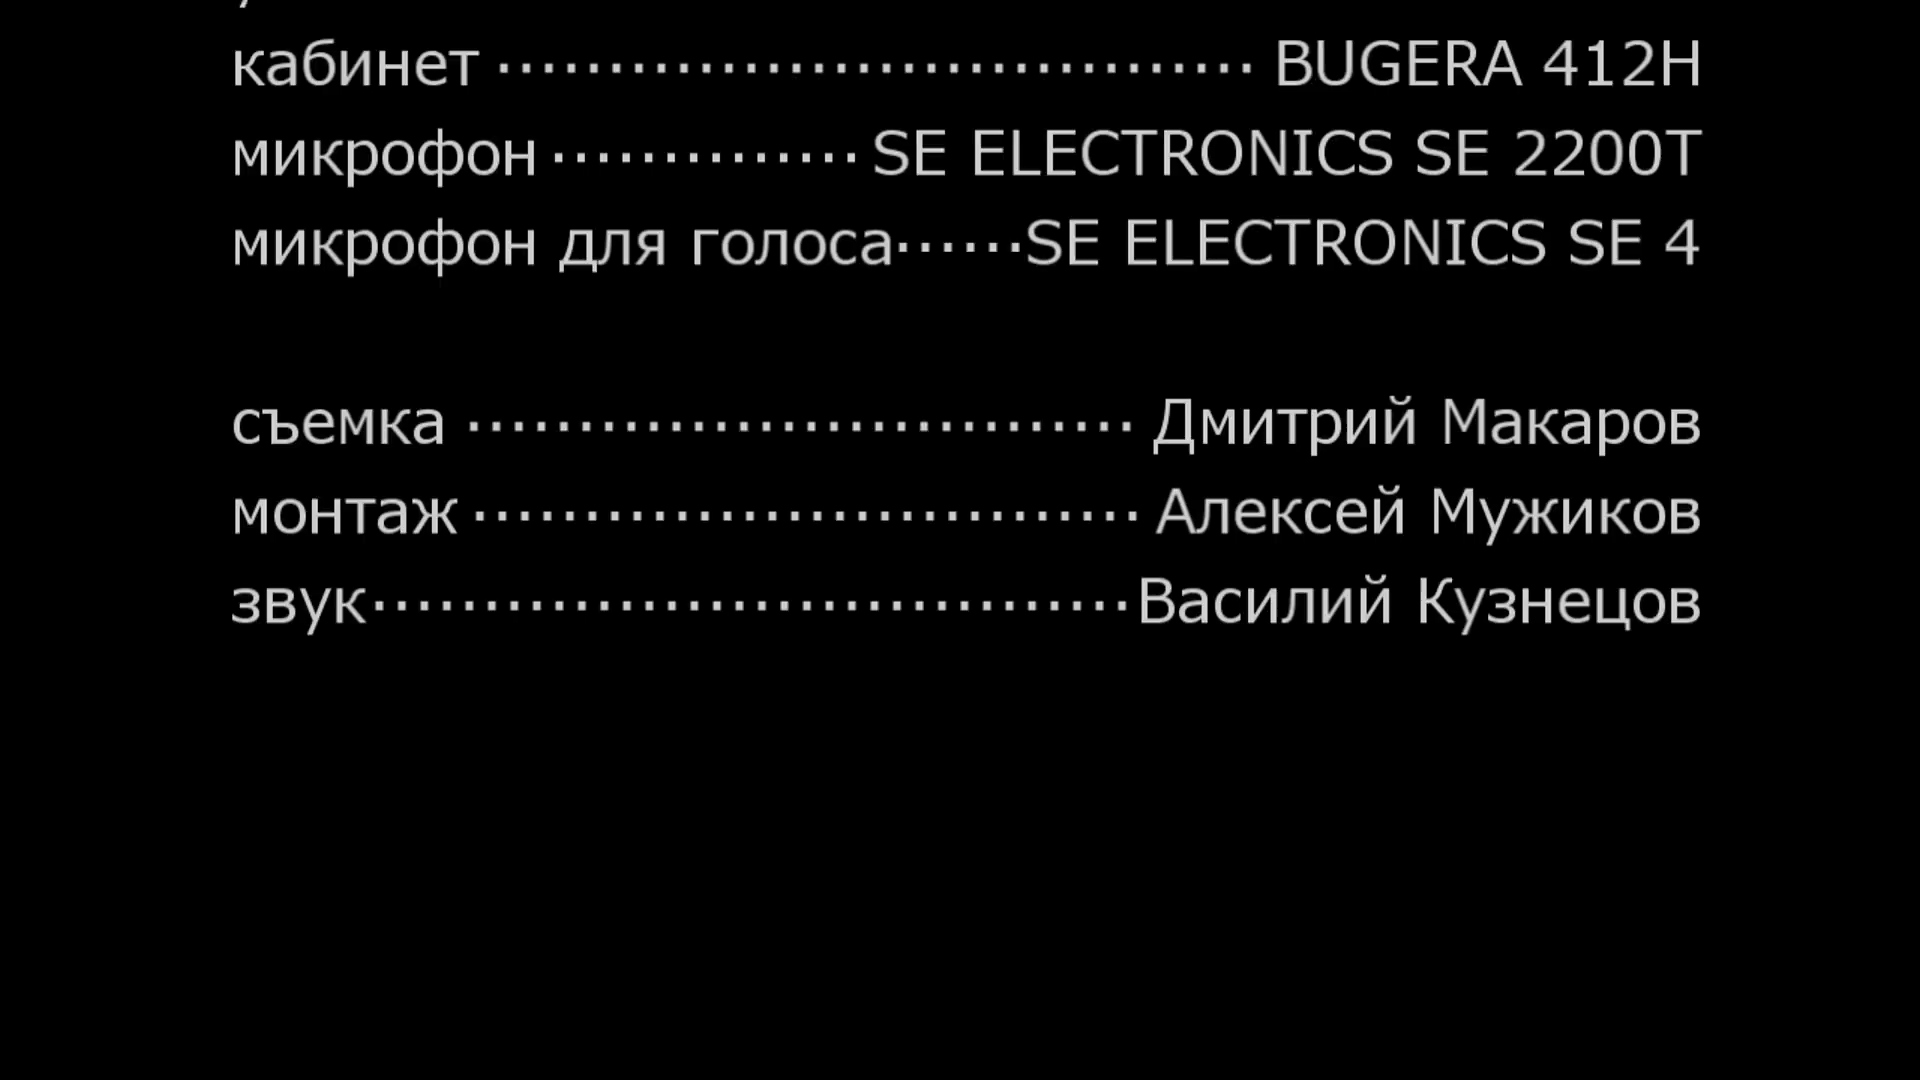 кабинет ·································· BUGERA 412H
микрофон ·············· SE ELECTRONICS SE 2200T
микрофон для голоса······SE ELECTRONICS SE 4
съемка ······························ Дмитрий Макаров
монтаж ······························ Алексей Мужиков
звук··································Василий Кузнецов